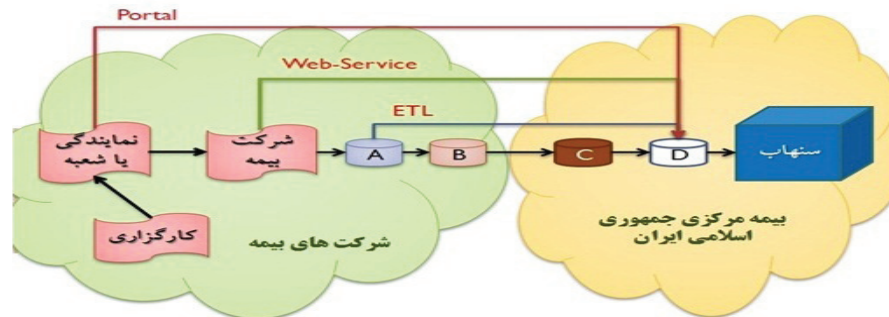 Portal
Web-Service
ETL
نمایندگی
یا شعبه
شرکت
بیمه
A
B
C
D
سنهاب
کارگزاری
شرکت های بیمه
بیمه مرکزی جمهوری
اسلامی ایران